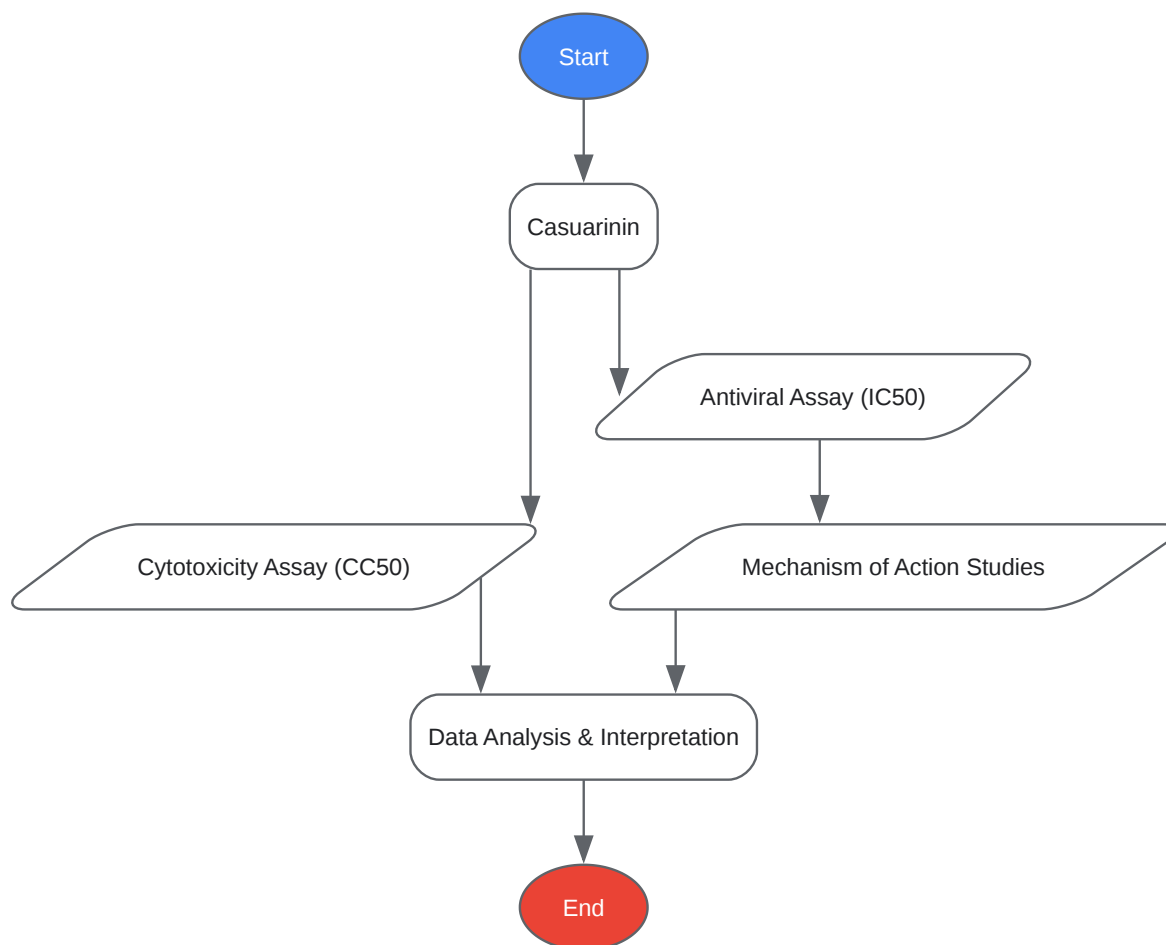 Start
Casuarinin
Antiviral Assay (IC50)
Cytotoxicity Assay (CC50)
Mechanism of Action Studies
Data Analysis & Interpretation
End